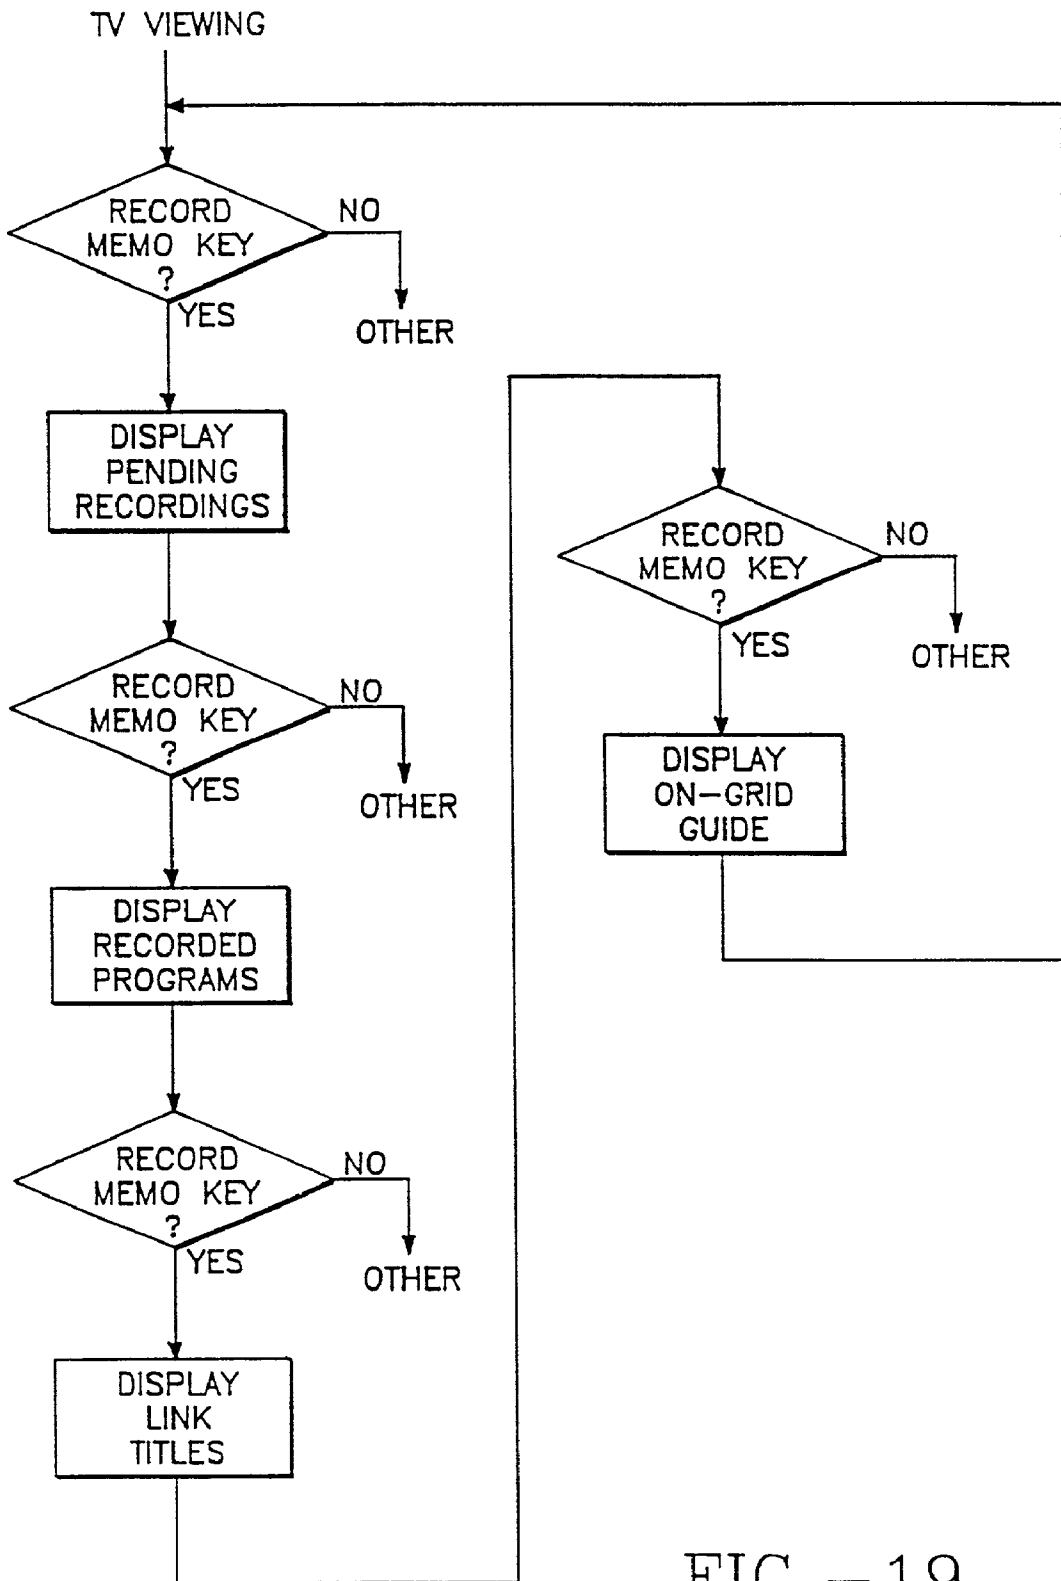 TV VIEWING
RECORD
MEMO KEY
?
NO
YES
OTHER
DISPLAY
PENDING
RECORDINGS
RECORD
MEMO KEY
?
NO
YES
OTHER
DISPLAY
RECORDED
PROGRAMS
RECORD
MEMO KEY
?
NO
YES
OTHER
DISPLAY
LINK
TITLES
RECORD
MEMO KEY
?
NO
YES
OTHER
DISPLAY
ON-GRID
GUIDE
FIG.-19